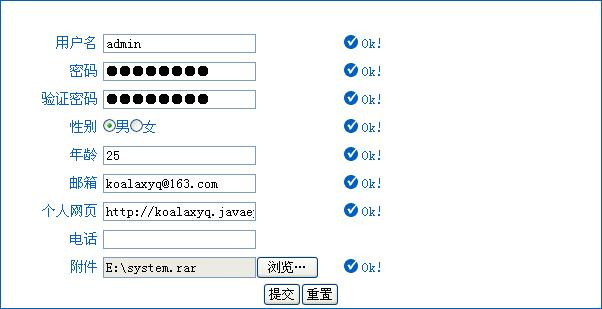 用户名 admin Ok!
密码 ●●●●●●●● Ok!
验证密码 ●●●●●●●● Ok!
性别 男 女 Ok!
年龄 25 Ok!
邮箱 koalaxyq@163.com Ok!
个人网页 http://koalaxyq.javaey Ok!
电话
附件 E:\system.rar 浏览… Ok!
提交 重置